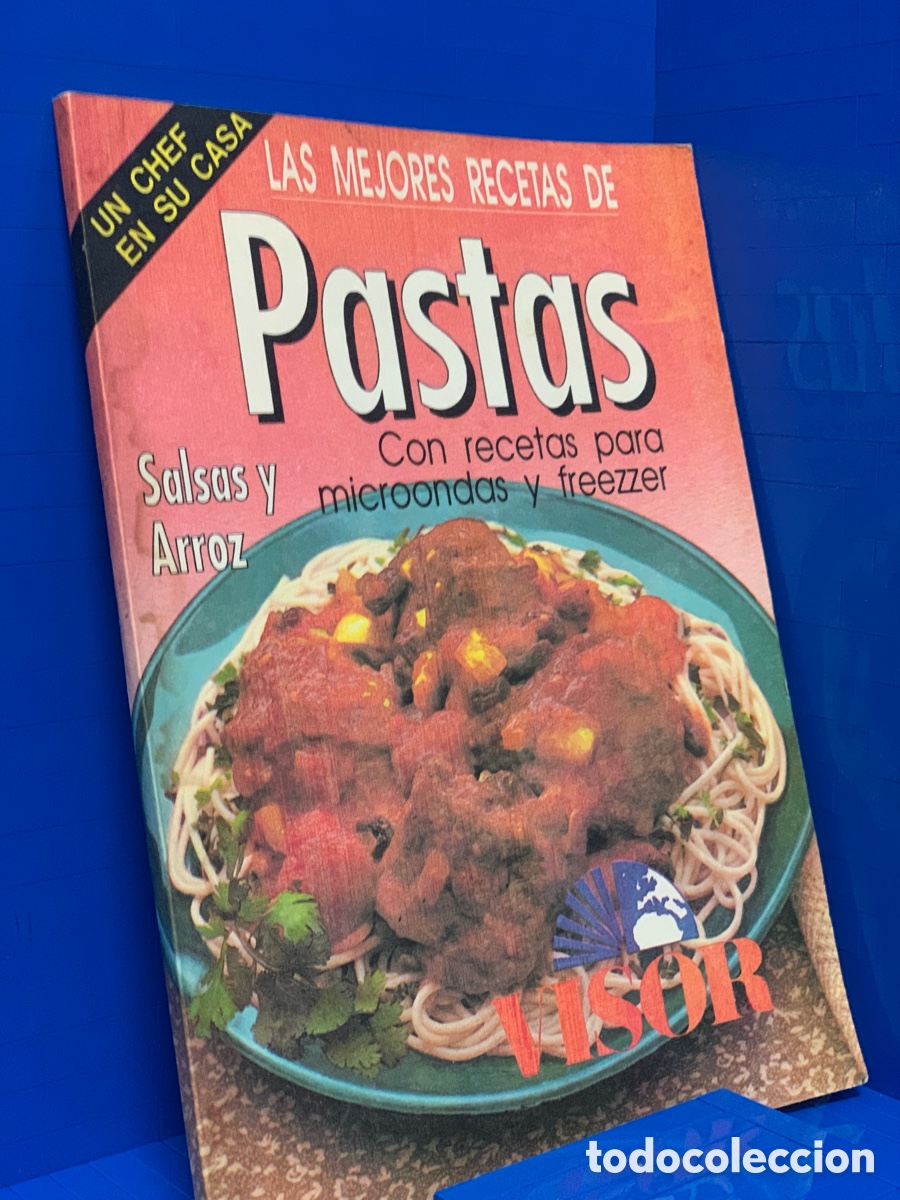 UN CHEF
EN SU CASA
LAS MEJORES RECETAS DE
Pastas
Con recetas para
microondas y freezzer
Salsas y
Arroz
VISOR
todocoleccion